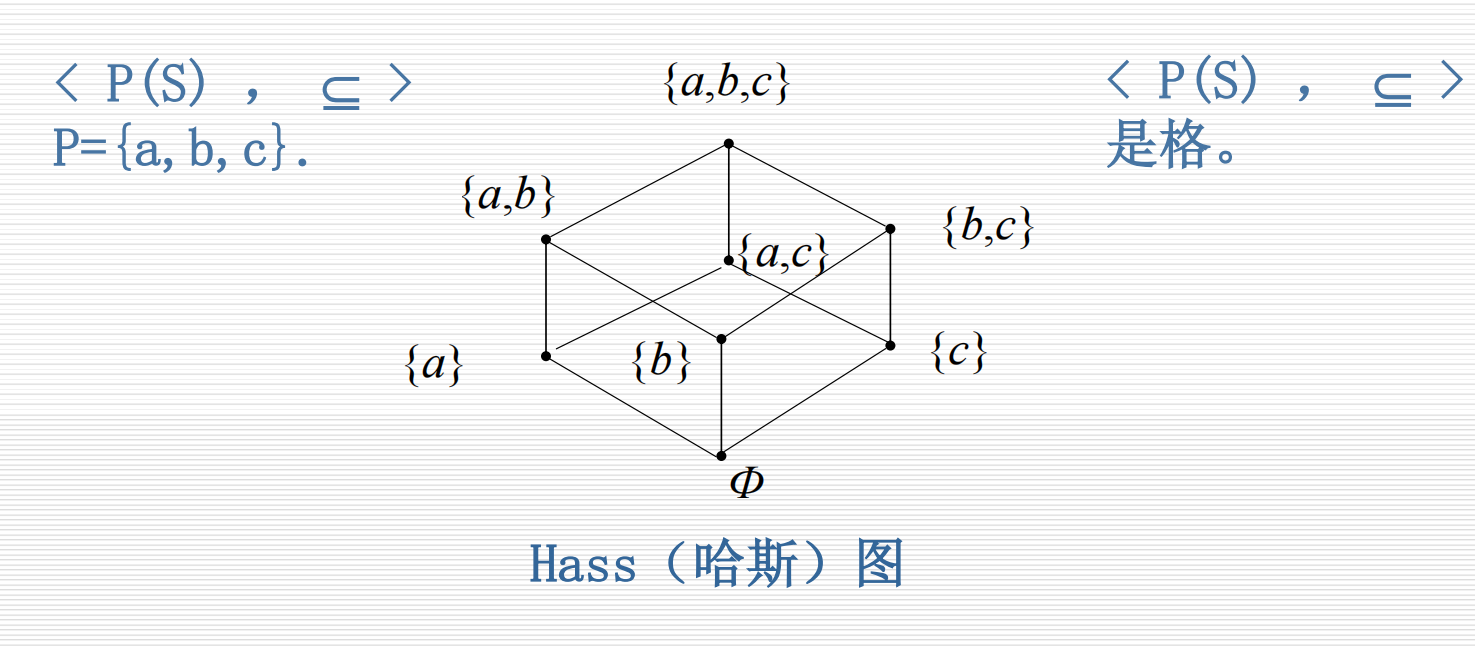 < P(S) , ⊆ >
P={a,b,c}.
{a,b,c}
< P(S) , ⊆ >
是格。
{a,b}
{b,c}
{a,c}
{a}
{b}
{c}
Φ
Hass（哈斯）图